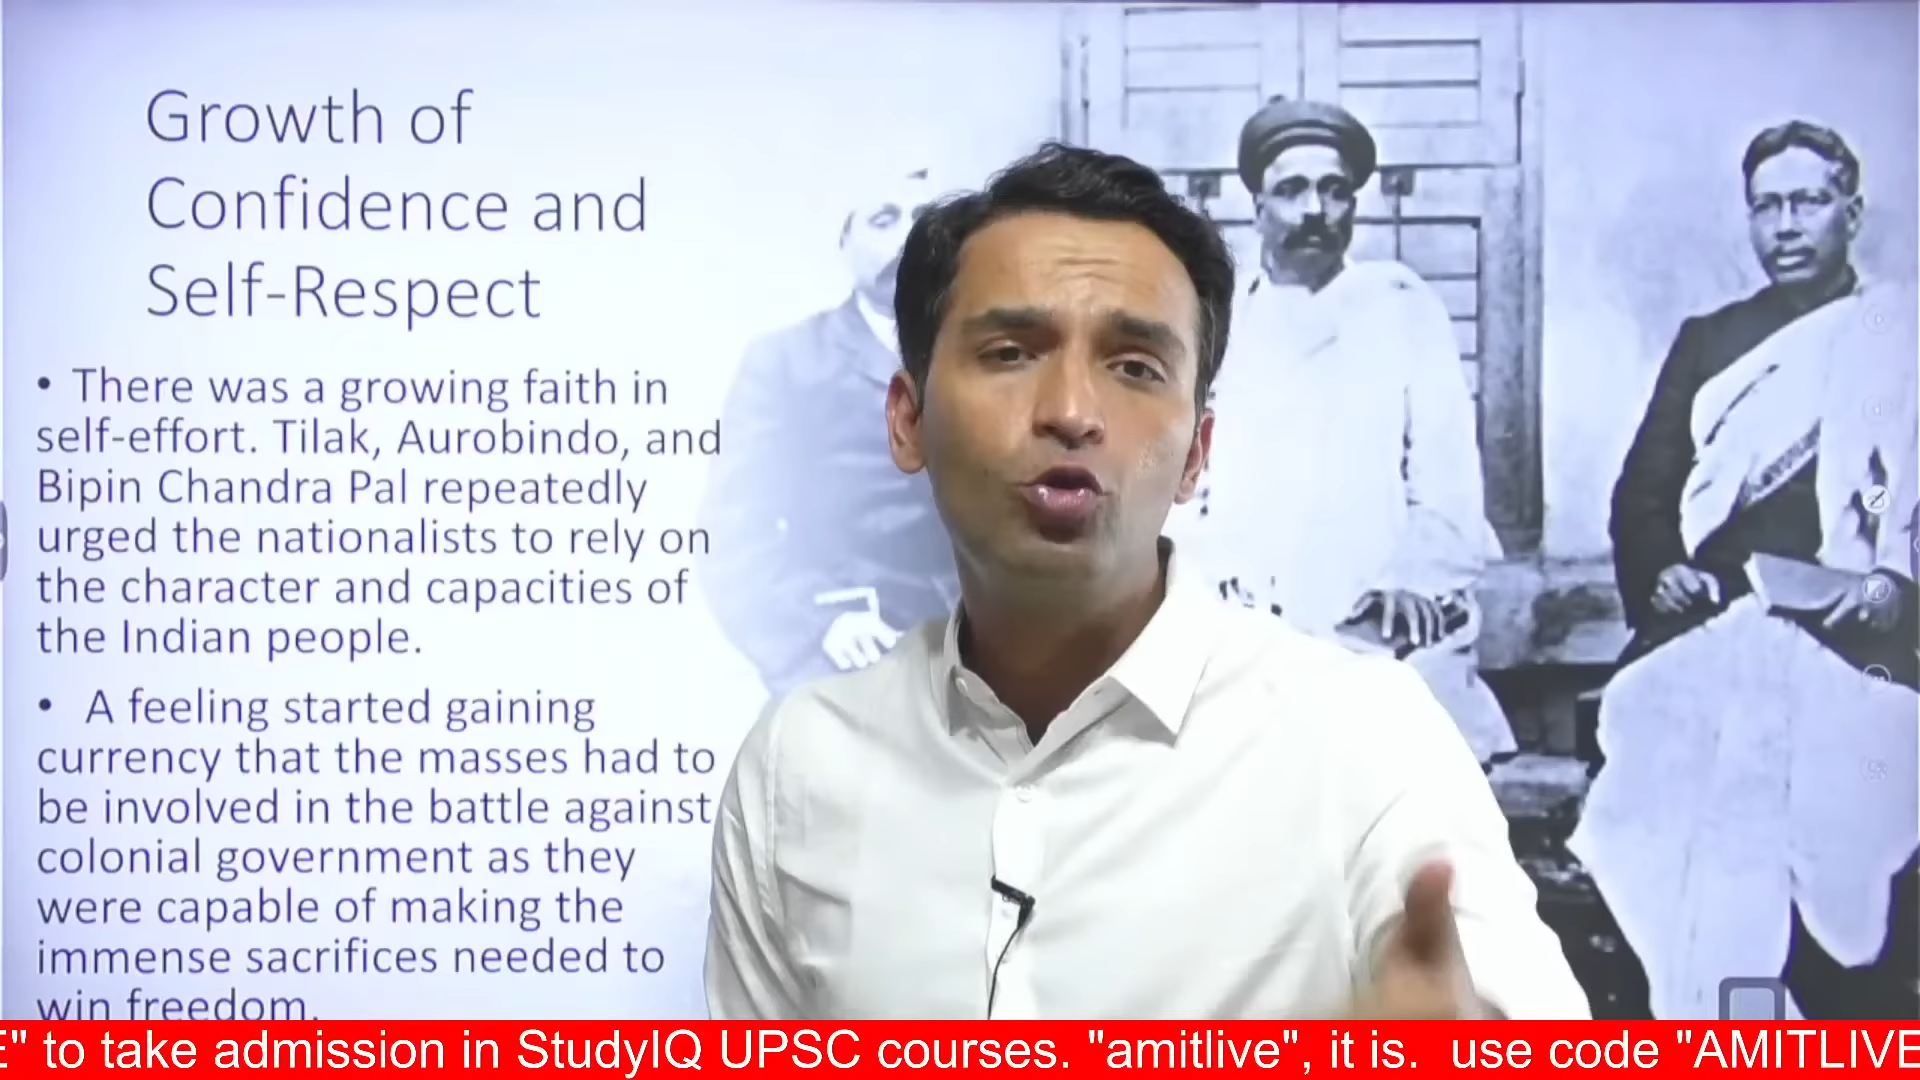 Growth of
Confidence and
Self-Respect
• There was a growing faith in
self-effort. Tilak, Aurobindo, and
Bipin Chandra Pal repeatedly
urged the nationalists to rely on
the character and capacities of
the Indian people.
• A feeling started gaining
currency that the masses had to
be involved in the battle against
colonial government as they
were capable of making the
immense sacrifices needed to
win freedom.
E" to take admission in StudyIQ UPSC courses. "amitlive", it is. use code "AMITLIVE